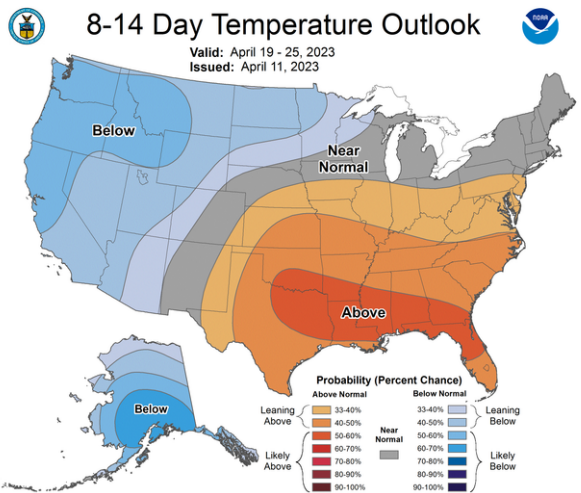 8-14 Day Temperature Outlook
Valid: April 19 - 25, 2023
Issued: April 11, 2023
NOAA
Below
Near
Normal
Above
Below
Probability (Percent Chance)
Above Normal
Below Normal
Leaning
Above
33-40%
40-50%
Likely
Above
50-60%
60-70%
70-80%
80-90%
90-100%
Near
Normal
33-40%
40-50%
Leaning
Below
50-60%
60-70%
70-80%
80-90%
90-100%
Likely
Below